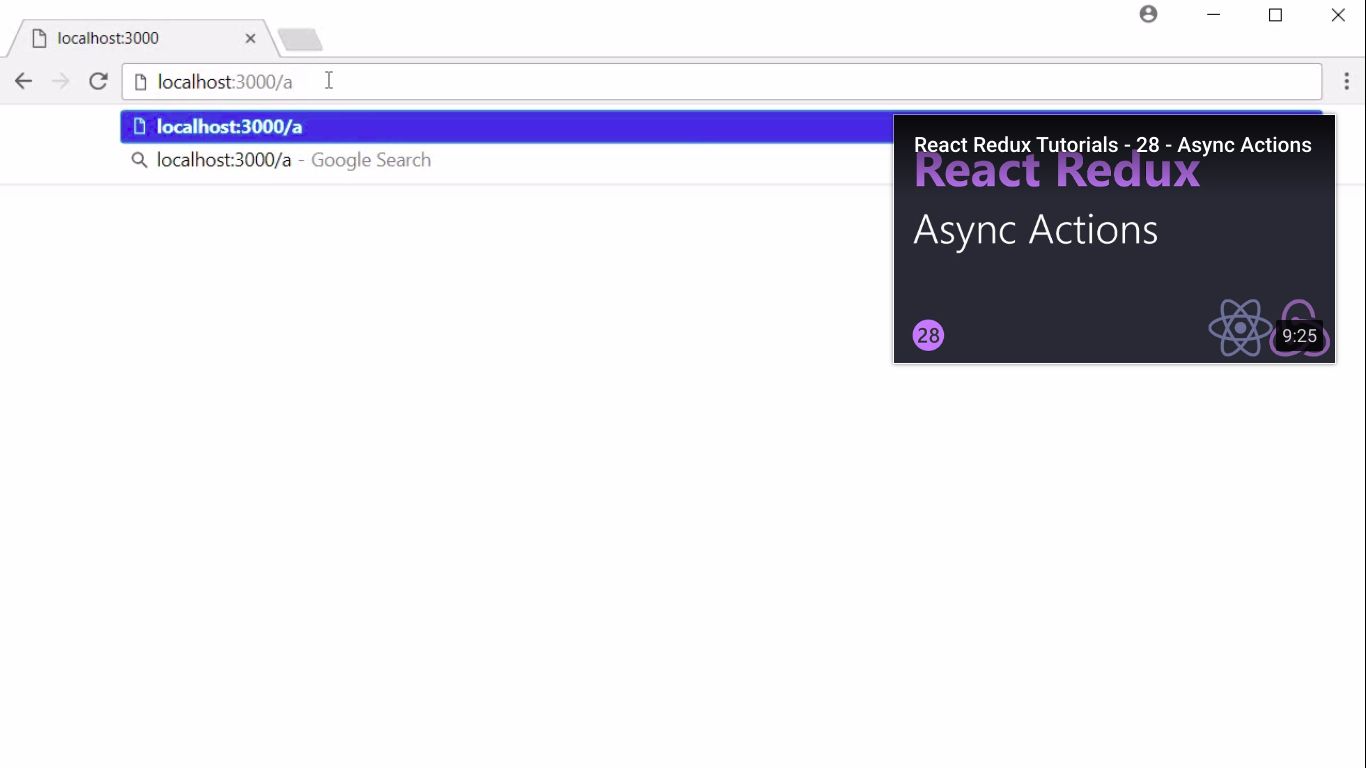 localhost:3000
localhost:3000/a
localhost:3000/a
localhost:3000/a - Google Search
React Redux Tutorials - 28 - Async Actions
React Redux
Async Actions
28
9:25